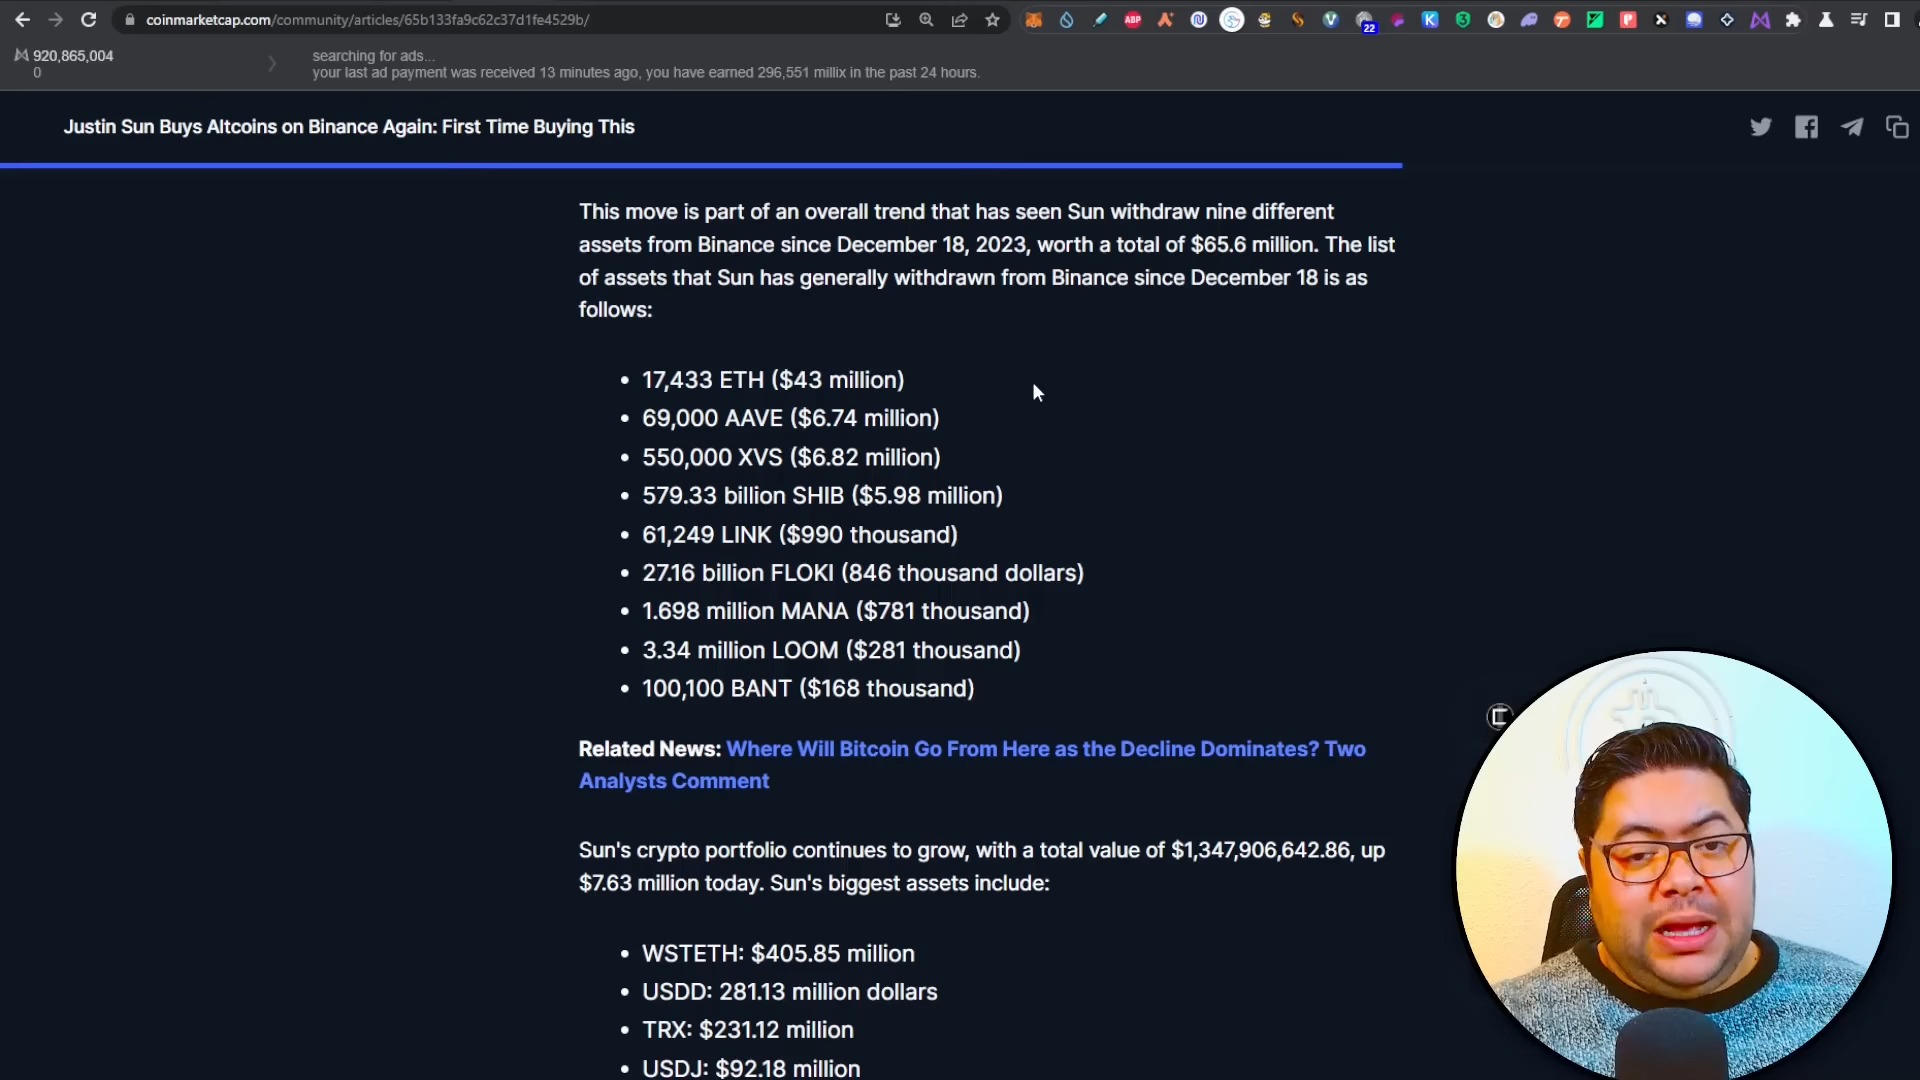 coinmarketcap.com/community/articles/65b133fa9c62c37d1fe4529b/
ABP
22
920,865,004
0
searching for ads...
your last ad payment was received 13 minutes ago, you have earned 296,551 millix in the past 24 hours.
Justin Sun Buys Altcoins on Binance Again: First Time Buying This
This move is part of an overall trend that has seen Sun withdraw nine different
assets from Binance since December 18, 2023, worth a total of $65.6 million. The list
of assets that Sun has generally withdrawn from Binance since December 18 is as
follows:
• 17,433 ETH ($43 million)
• 69,000 AAVE ($6.74 million)
• 550,000 XVS ($6.82 million)
• 579.33 billion SHIB ($5.98 million)
• 61,249 LINK ($990 thousand)
• 27.16 billion FLOKI (846 thousand dollars)
• 1.698 million MANA ($781 thousand)
• 3.34 million LOOM ($281 thousand)
• 100,100 BANT ($168 thousand)
Related News: Where Will Bitcoin Go From Here as the Decline Dominates? Two
Analysts Comment
Sun's crypto portfolio continues to grow, with a total value of $1,347,906,642.86, up
$7.63 million today. Sun's biggest assets include:
• WSTETH: $405.85 million
• USDD: 281.13 million dollars
• TRX: $231.12 million
• USDJ: $92.18 million